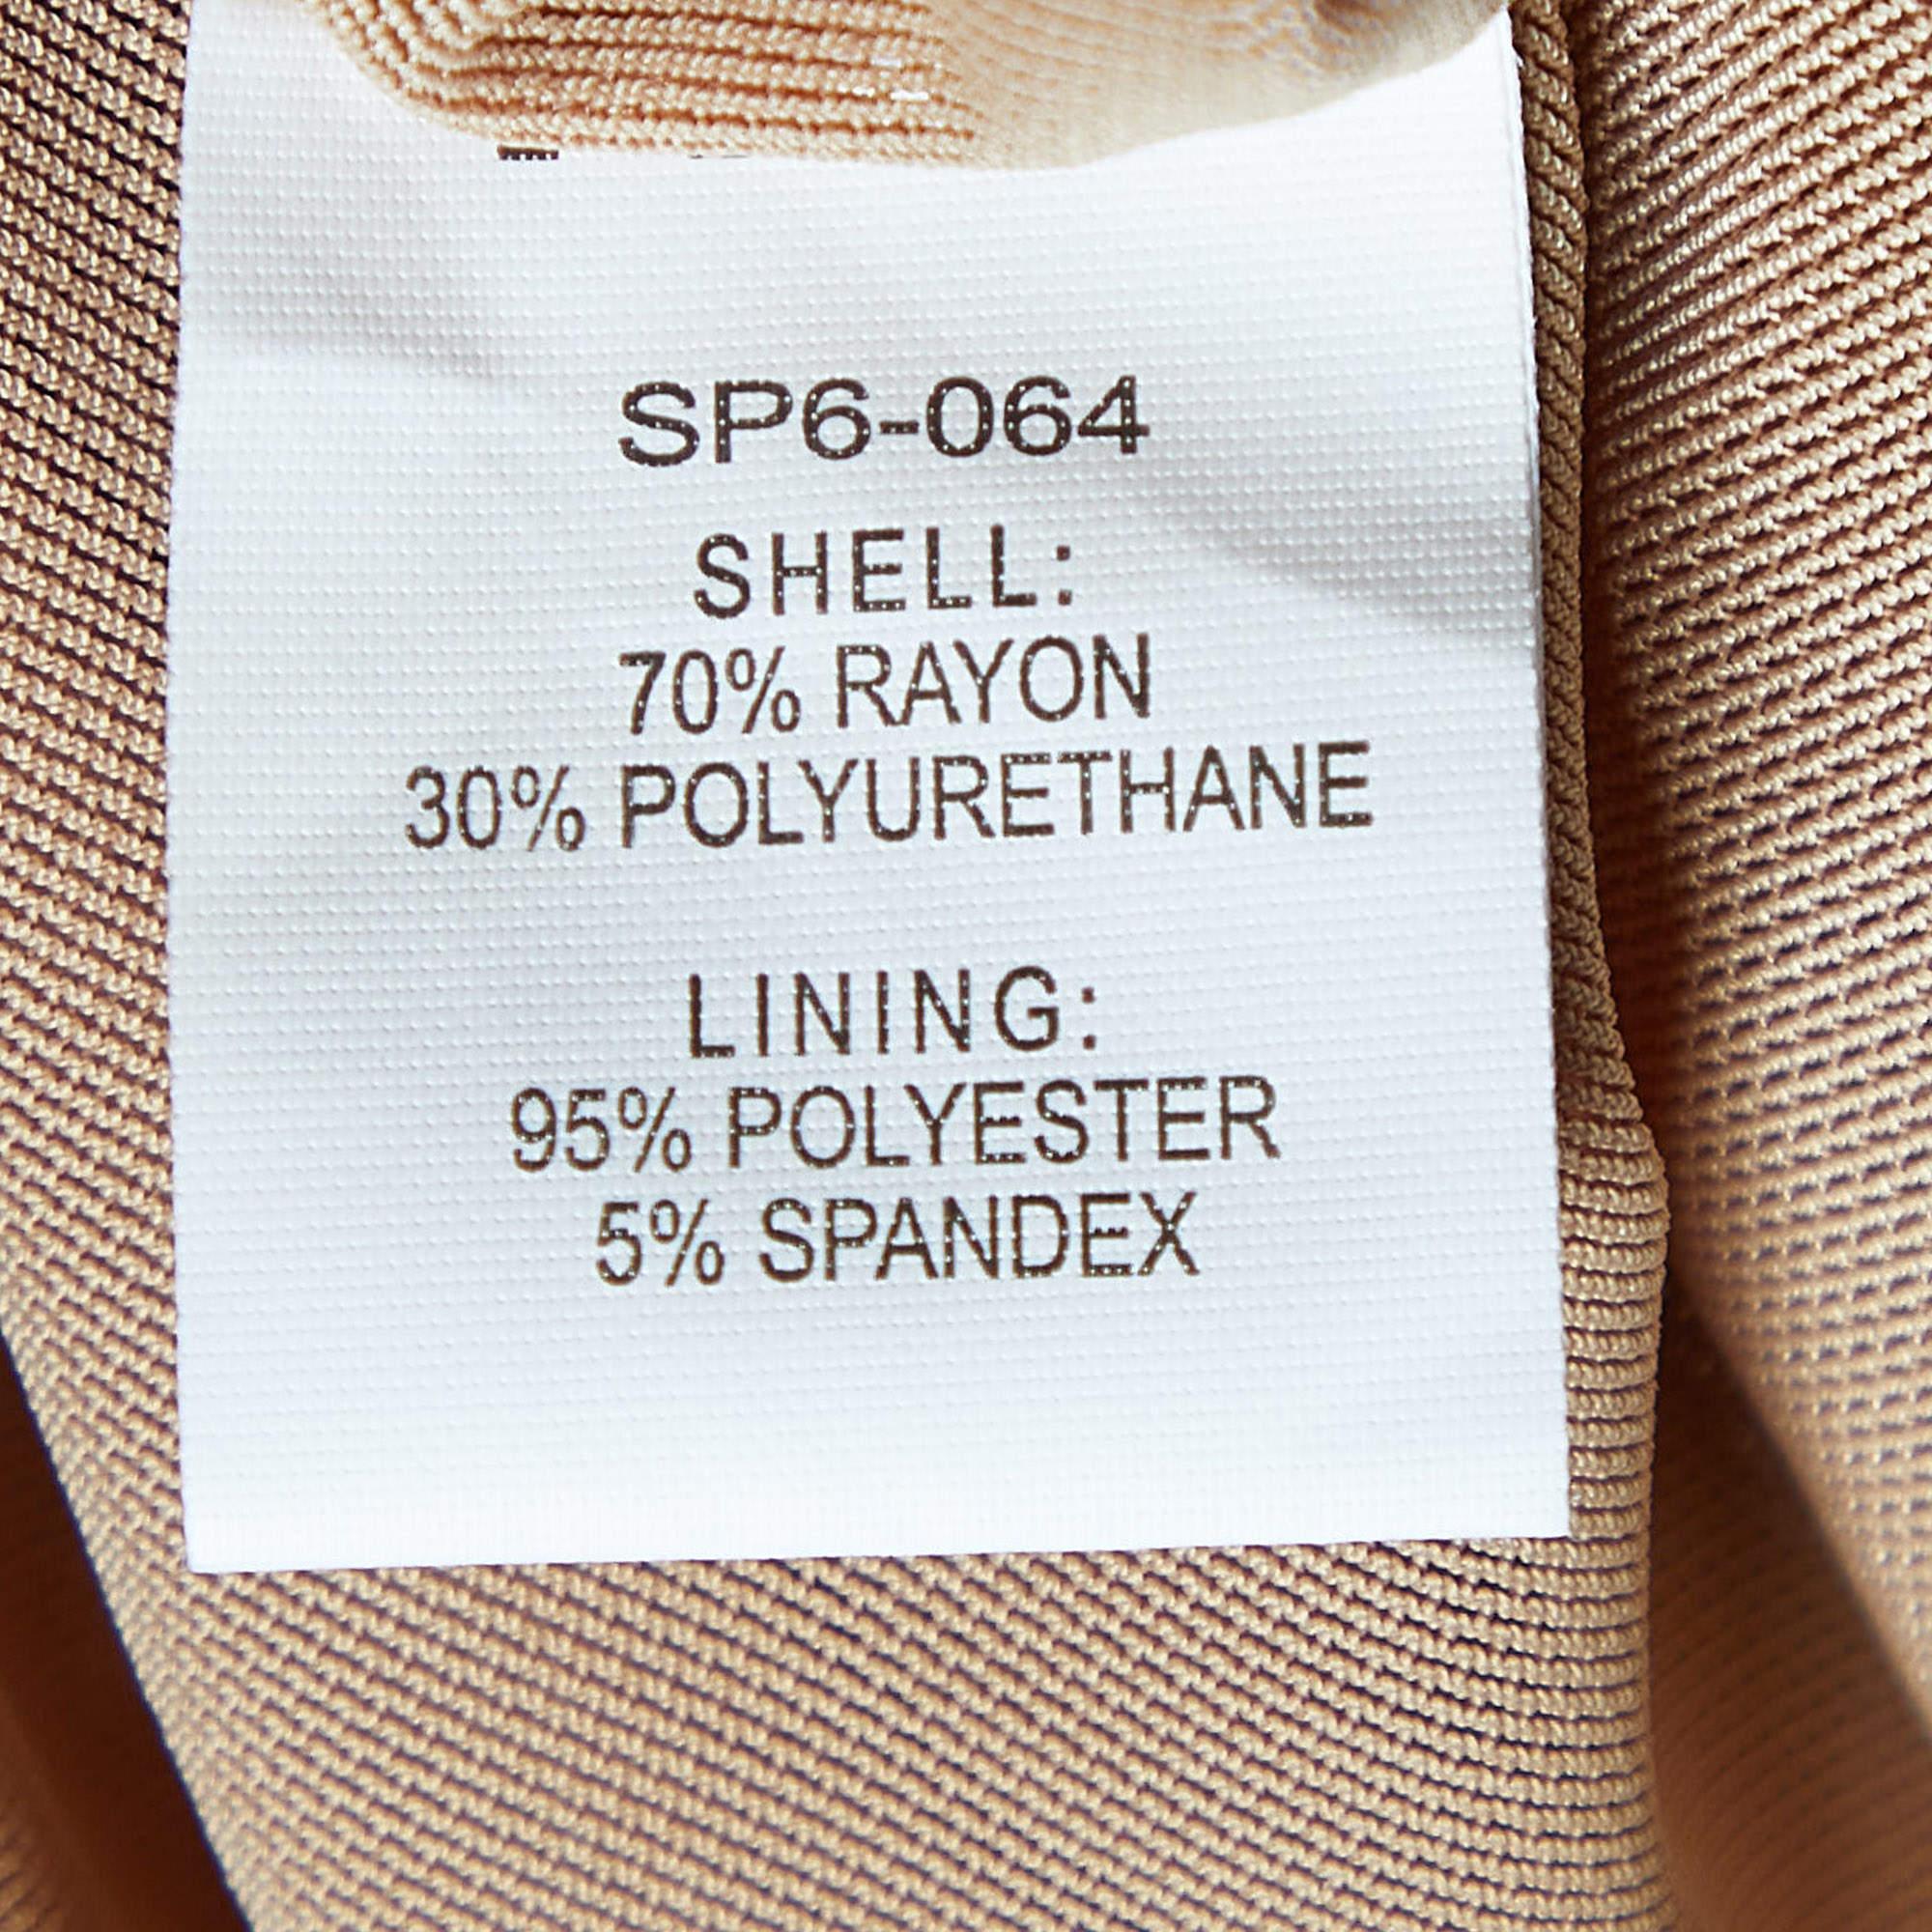 SP6-064
SHELL:
70% RAYON
30% POLYURETHANE
LINING:
95% POLYESTER
5% SPANDEX